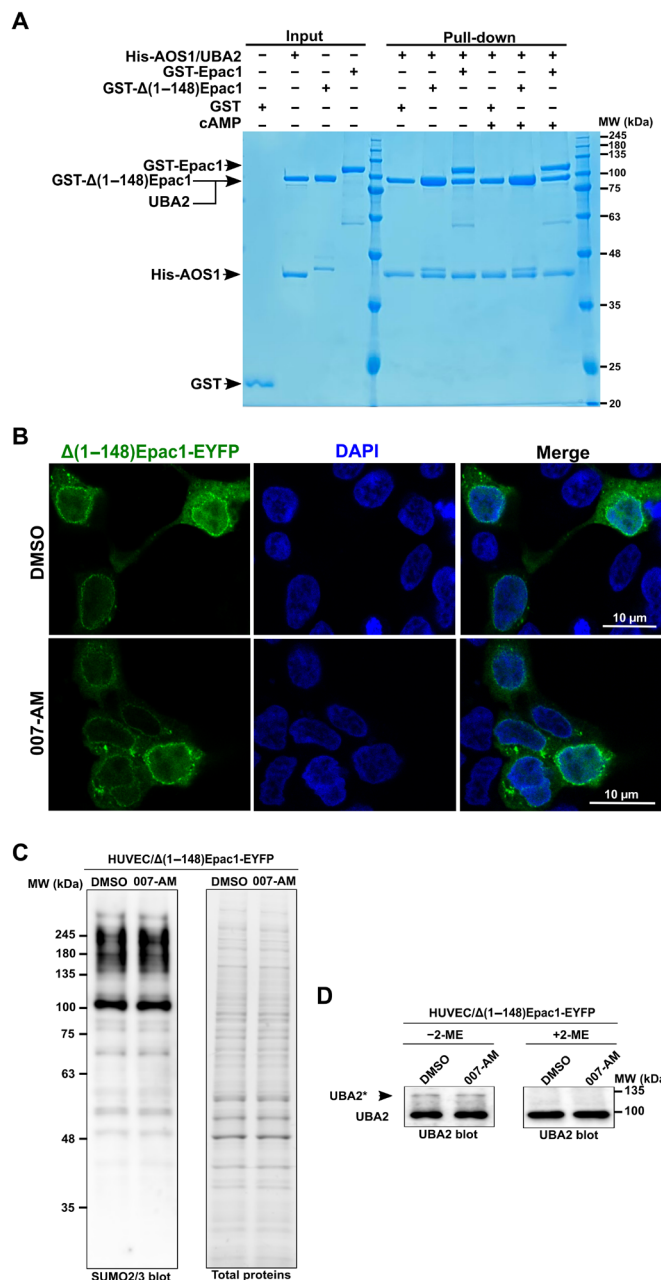 A
Input Pull-down
His-AOS1/UBA2 – + – – + + + + + +
GST-Epac1 – – – + – – + – – +
GST-Δ(1–148)Epac1 – – + – – + – – + –
GST + – – – + – – + – –
cAMP – – – – – – – + + +
MW (kDa)
245
180
135
GST-Epac1
100
GST-Δ(1–148)Epac1
75
UBA2
63
48
His-AOS1
35
25
GST
20
B
Δ(1–148)Epac1-EYFP DAPI Merge
DMSO
10 µm
007-AM
10 µm
C
HUVEC/Δ(1–148)Epac1-EYFP
MW (kDa) DMSO 007-AM DMSO 007-AM
245
180
135
100
75
63
48
35
SUMO2/3 blot Total proteins
D
HUVEC/Δ(1–148)Epac1-EYFP
–2-ME +2-ME
DMSO 007-AM DMSO 007-AM
MW (kDa)
UBA2* 135
UBA2 100
UBA2 blot UBA2 blot